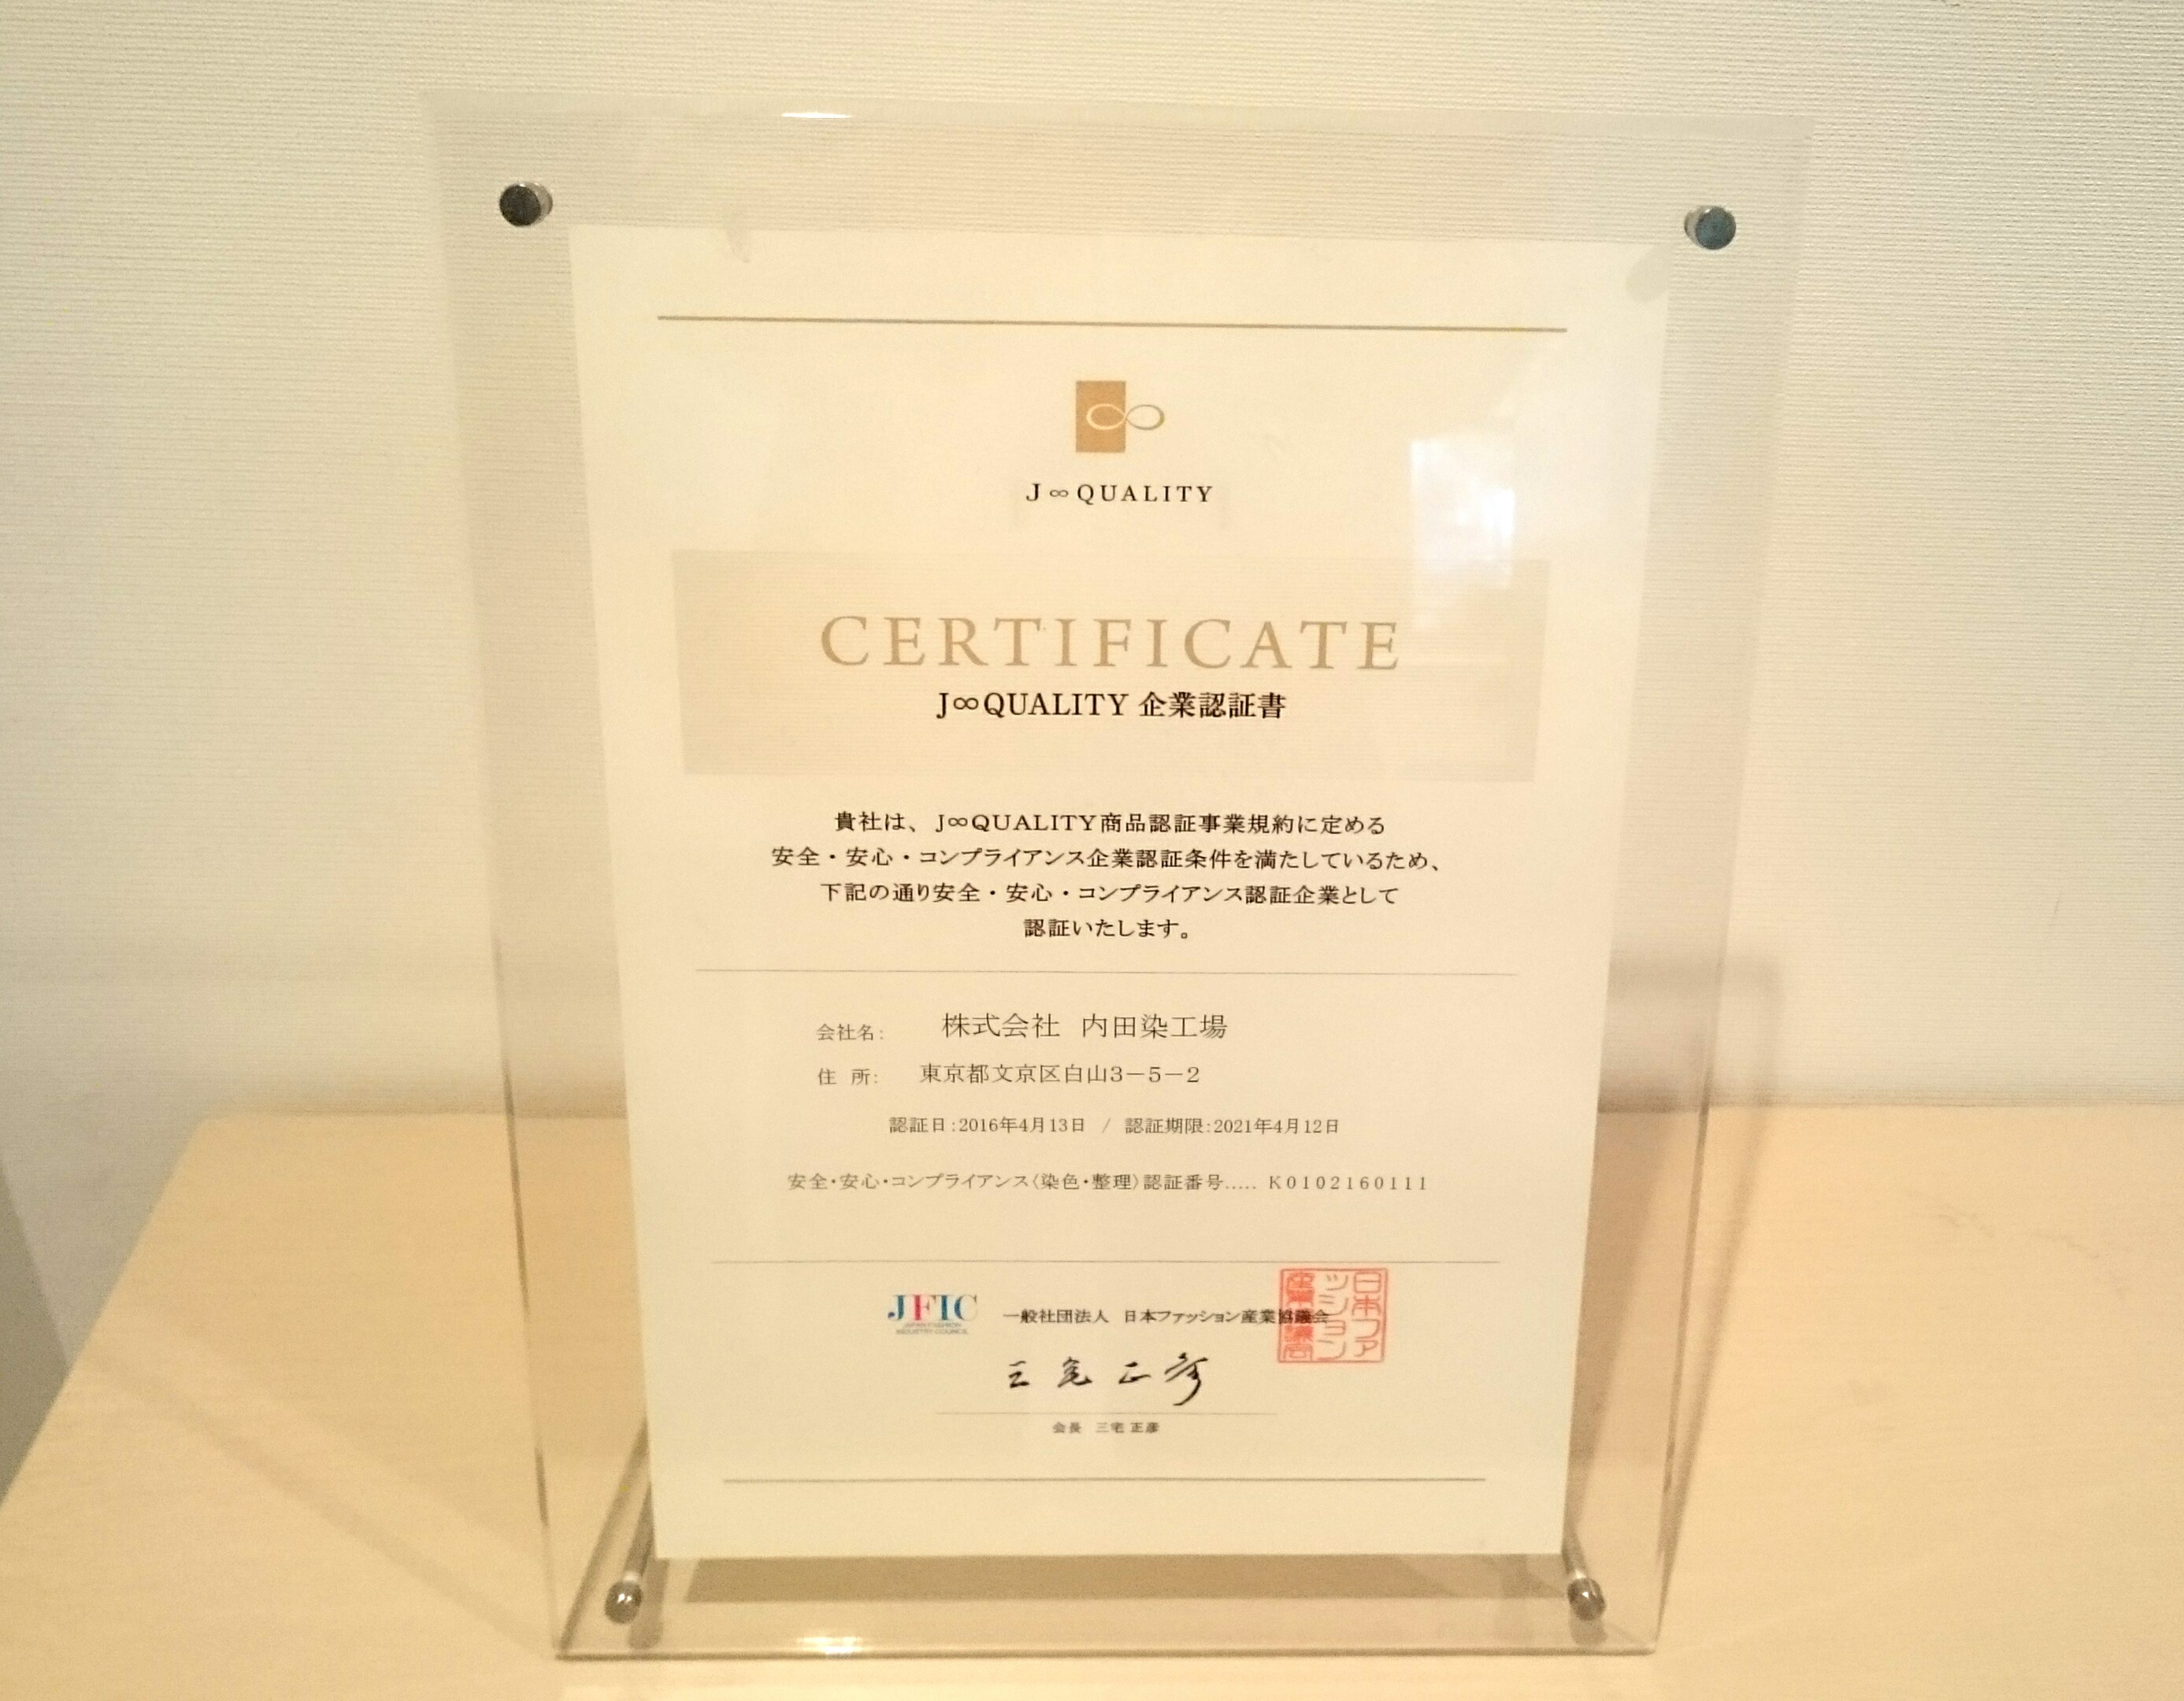 J∞QUALITY
CERTIFICATE
J∞QUALITY 企業認証書
貴社は、J∞QUALITY商品認証事業規約に定める
安全・安心・コンプライアンス企業認証条件を満たしているため、
下記の通り安全・安心・コンプライアンス認証企業として
認証いたします。
会社名: 株式会社 内田染工場
住 所: 東京都文京区白山3－5－2
認証日:2016年4月13日 / 認証期限:2021年4月12日
安全・安心・コンプライアンス〈染色・整理〉認証番号..... K0102160111
JFIC 一般社団法人 日本ファッション産業協議会
JAPAN FASHION
INDUSTRY COUNCIL
日本ファッション産業協議会
三宅正彦
会長 三宅 正彦